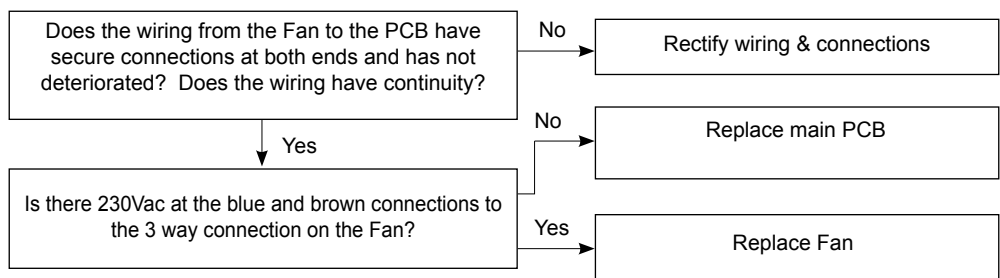 Does the wiring from the Fan to the PCB have
secure connections at both ends and has not
deteriorated? Does the wiring have continuity?
No
Rectify wiring & connections
Yes
No
Replace main PCB
Is there 230Vac at the blue and brown connections to
the 3 way connection on the Fan?
Yes
Replace Fan